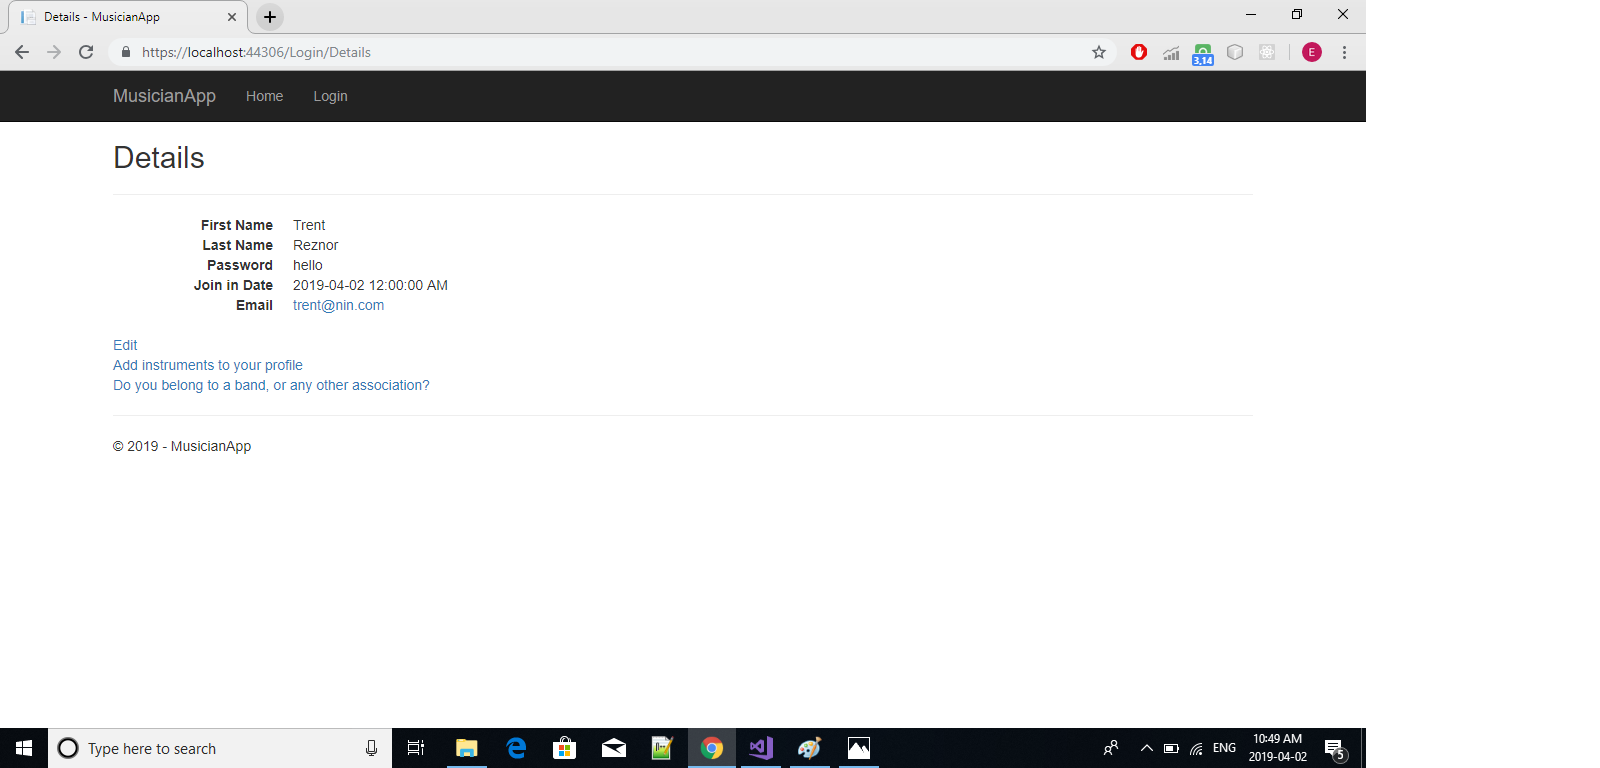 Details - MusicianApp
https://localhost:44306/Login/Details
3,14
E
MusicianApp Home Login
Details
First Name Trent
Last Name Reznor
Password hello
Join in Date 2019-04-02 12:00:00 AM
Email trent@nin.com
Edit
Add instruments to your profile
Do you belong to a band, or any other association?
© 2019 - MusicianApp
Type here to search
ENG
10:49 AM
2019-04-02
5